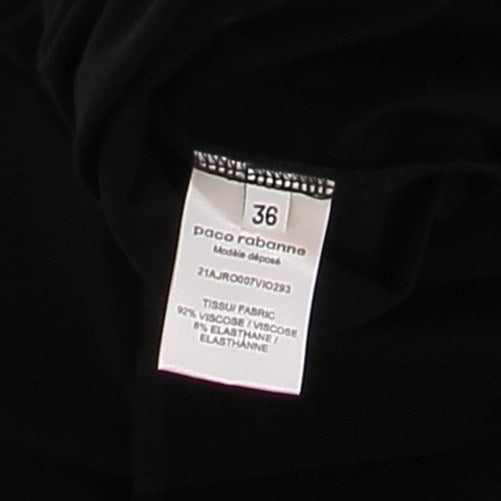 36
paco rabanne
Modèle déposé
21AJRO007VIO293
TISSU/ FABRIC
92% VISCOSE / VISCOSE
8% ELASTHANE /
ELASTHANNE